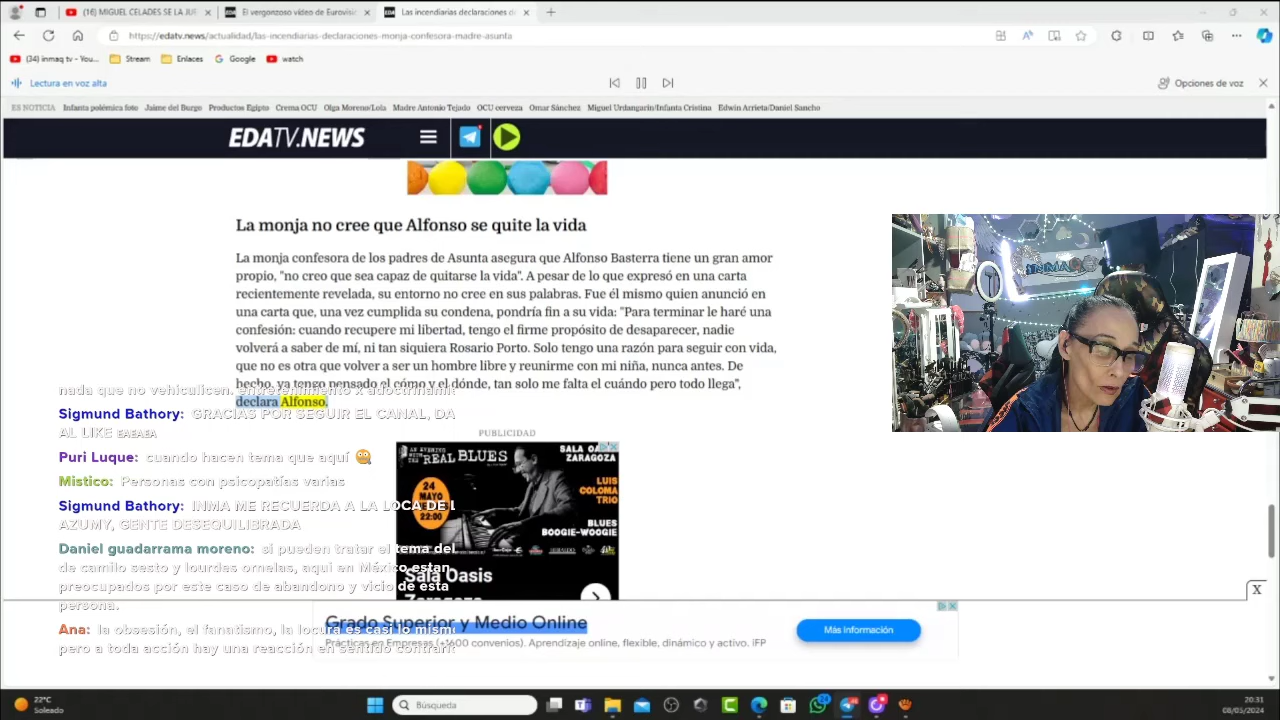 (16) MIGUEL CELADES SE LA JUE
El vergonzoso vídeo de Eurovisió
Las incendiarias declaraciones de
https://edatv.news/actualidad/las-incendiarias-declaraciones-monja-confesora-madre-asunta
(34) inmaq tv - You...
Stream
Enlaces
Google
watch
Lectura en voz alta
Opciones de voz
ES NOTICIA Infanta polémica foto Jaime del Burgo Productos Egipto Crema OCU Olga Moreno/Lola Madre Antonio Tejado OCU cerveza Omar Sánchez Miguel Urdangarin/Infanta Cristina Edwin Arrieta/Daniel Sancho
EDATV.NEWS
La monja no cree que Alfonso se quite la vida
La monja confesora de los padres de Asunta asegura que Alfonso Basterra tiene un gran amor
propio, "no creo que sea capaz de quitarse la vida". A pesar de lo que expresó en una carta
recientemente revelada, su entorno no cree en sus palabras. Fue él mismo quien anunció en
una carta que, una vez cumplida su condena, pondría fin a su vida: "Para terminar le haré una
confesión: cuando recupere mi libertad, tengo el firme propósito de desaparecer, nadie
volverá a saber de mí, ni tan siquiera Rosario Porto. Solo tengo una razón para seguir con vida,
que no es otra que volver a ser un hombre libre y reunirme con mi niña, nunca antes. De
hecho, ya tengo pensado el cómo y el dónde, tan solo me falta el cuándo pero todo llega",
declara Alfonso.
nada que no vehiculicen. entretenimiento x adoctrinamie
Sigmund Bathory: GRACIAS POR SEGUIR EL CANAL, DA
AL LIKE
Puri Luque: cuando hacen tema que aquí
Mistico: Personas con psicopatías varias
Sigmund Bathory: INMA ME RECUERDA A LA LOCA DE L
AZUMY, GENTE DESEQUILIBRADA
Daniel guadarrama moreno: si pueden tratar el tema del
de camilo sesto y lourdes ornelas, aqui en México estan
preocupados por este caso de abandono y vicio de esta
persona.
Ana: la obsesión, el fanatismo, la locura es casi lo mismo
pero a toda acción hay una reacción en sentido contrari
PUBLICIDAD
AN EVENING WITH THE REAL BLUES
SALA OASIS
ZARAGOZA
24
MAYO
22:00
LUIS
COLOMA
TRIO
BLUES
BOOGIE-WOOGIE
Sala Oasis
Zaragoza
X
Grado Superior y Medio Online
Prácticas en Empresas (+1600 convenios). Aprendizaje online, flexible, dinámico y activo. iFP
Más Información
22°C
Soleado
Búsqueda
20:31
08/05/2024